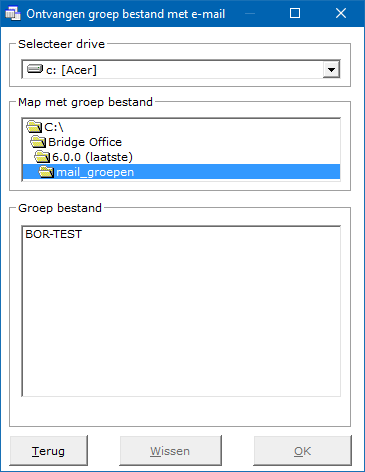 Ontvangen groep bestand met e-mail
Selecteer drive
c: [Acer]
Map met groep bestand
C:\
Bridge Office
6.0.0 (laatste)
mail_groepen
Groep bestand
BOR-TEST
Terug
Wissen
OK